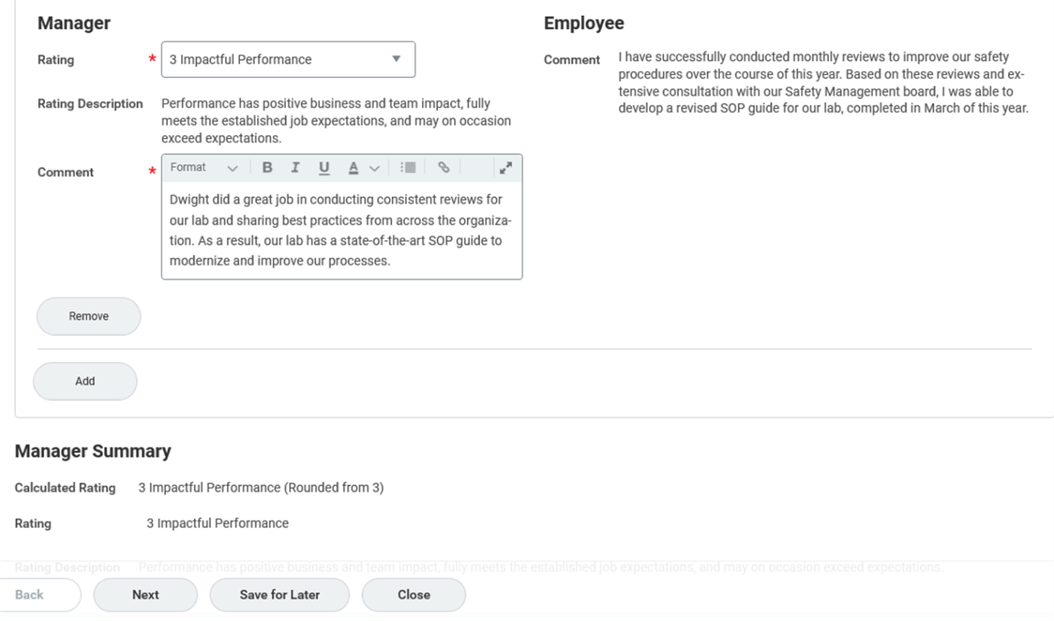 Manager
Rating * 3 Impactful Performance
Rating Description Performance has positive business and team impact, fully
meets the established job expectations, and may on occasion
exceed expectations.
Comment *
Format B I U A
Dwight did a great job in conducting consistent reviews for
our lab and sharing best practices from across the organiza-
tion. As a result, our lab has a state-of-the-art SOP guide to
modernize and improve our processes.
Remove
Add
Employee
Comment I have successfully conducted monthly reviews to improve our safety
procedures over the course of this year. Based on these reviews and ex-
tensive consultation with our Safety Management board, I was able to
develop a revised SOP guide for our lab, completed in March of this year.
Manager Summary
Calculated Rating 3 Impactful Performance (Rounded from 3)
Rating 3 Impactful Performance
Rating Description Performance has positive business and team impact, fully meets the established job expectations, and may on occasion exceed expectations.
Back Next Save for Later Close